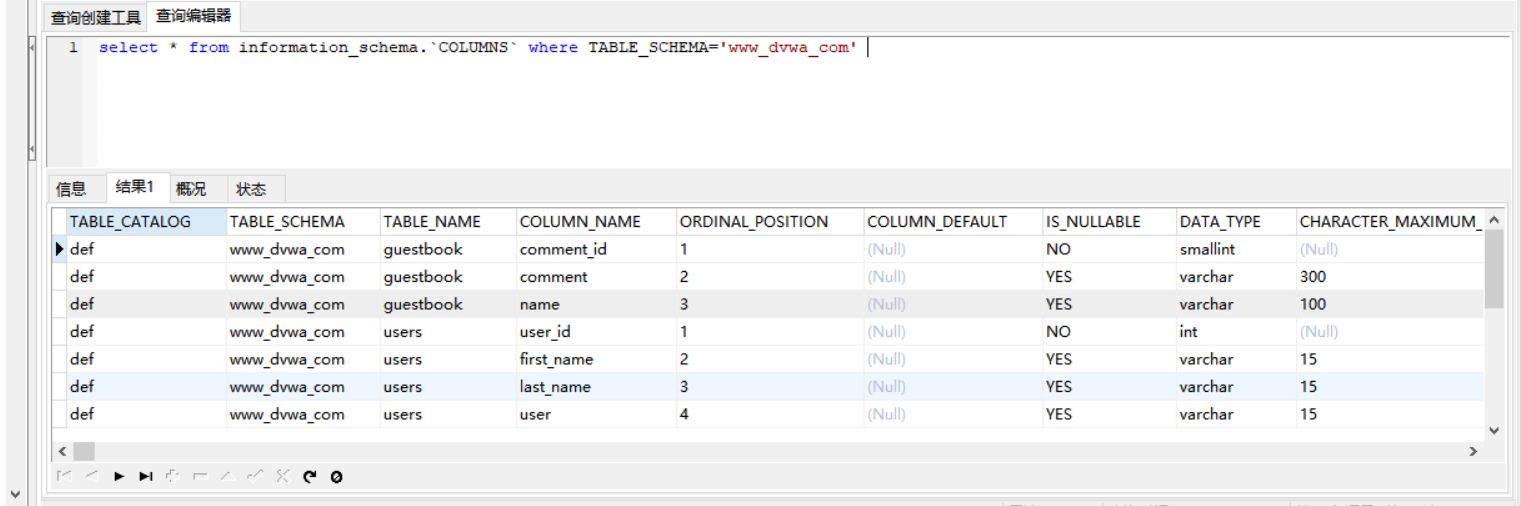 查询创建工具 查询编辑器
1 select * from information_schema.`COLUMNS` where TABLE_SCHEMA='www_dvwa_com'
信息 结果1 概况 状态
TABLE_CATALOG TABLE_SCHEMA TABLE_NAME COLUMN_NAME ORDINAL_POSITION COLUMN_DEFAULT IS_NULLABLE DATA_TYPE CHARACTER_MAXIMUM_
def www_dvwa_com guestbook comment_id 1 (Null) NO smallint (Null)
def www_dvwa_com guestbook comment 2 (Null) YES varchar 300
def www_dvwa_com guestbook name 3 (Null) YES varchar 100
def www_dvwa_com users user_id 1 (Null) NO int (Null)
def www_dvwa_com users first_name 2 (Null) YES varchar 15
def www_dvwa_com users last_name 3 (Null) YES varchar 15
def www_dvwa_com users user 4 (Null) YES varchar 15